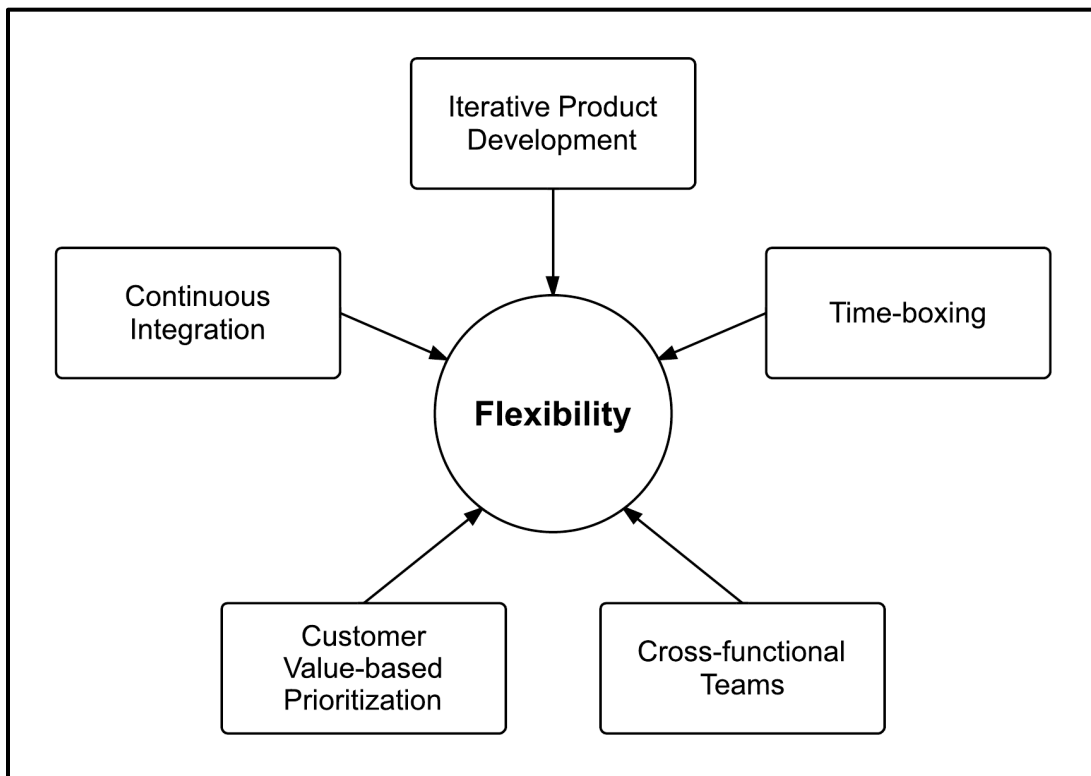 Iterative Product
Development
Continuous
Integration
Time-boxing
Flexibility
Customer
Value-based
Prioritization
Cross-functional
Teams